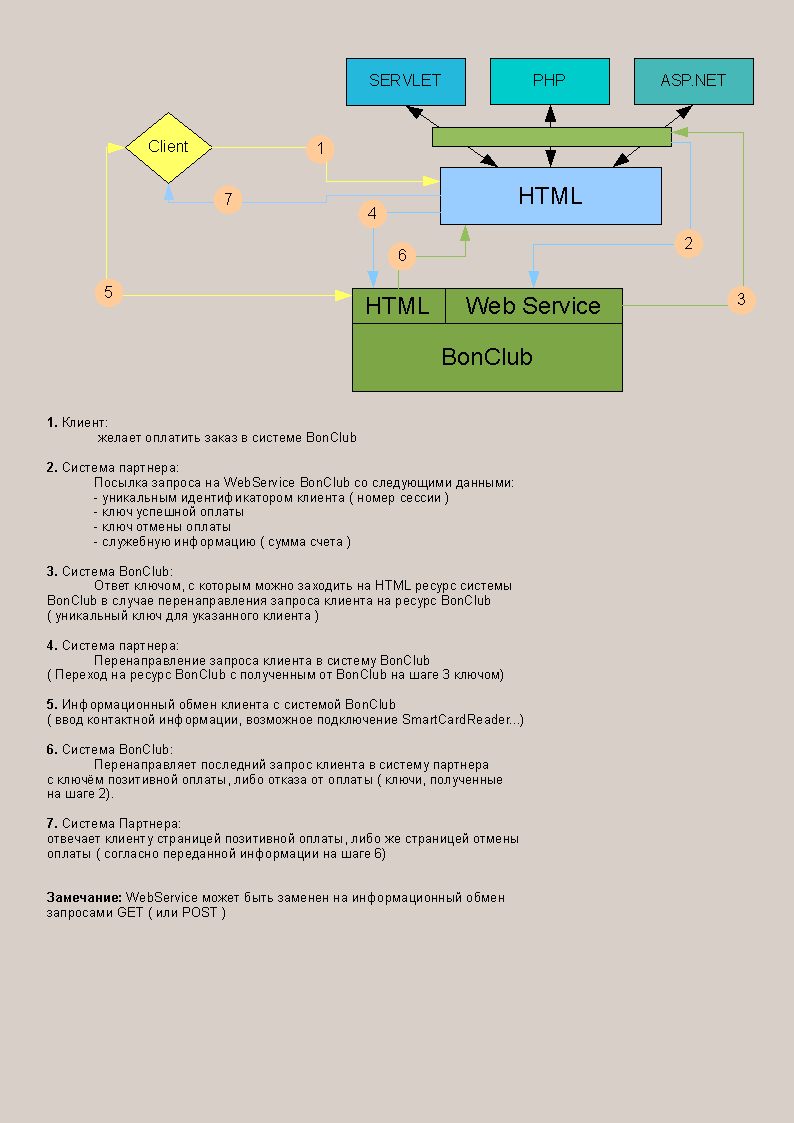 SERVLET
PHP
ASP.NET
Client
1
HTML
7
4
6
2
5
3
HTML
Web Service
BonClub
1. Клиент:
желает оплатить заказ в системе BonClub
2. Система партнера:
Посылка запроса на WebService BonClub со следующими данными:
- уникальным идентификатором клиента ( номер сессии )
- ключ успешной оплаты
- ключ отмены оплаты
- служебную информацию ( сумма счета )
3. Система BonClub:
Ответ ключом, с которым можно заходить на HTML ресурс системы
BonClub в случае перенаправления запроса клиента на ресурс BonClub
( уникальный ключ для указанного клиента )
4. Система партнера:
Перенаправление запроса клиента в систему BonClub
( Переход на ресурс BonClub с полученным от BonClub на шаге 3 ключом)
5. Информационный обмен клиента с системой BonClub
( ввод контактной информации, возможное подключение SmartCardReader...)
6. Система BonClub:
Перенаправляет последний запрос клиента в систему партнера
с ключём позитивной оплаты, либо отказа от оплаты ( ключи, полученные
на шаге 2).
7. Система Партнера:
отвечает клиенту страницей позитивной оплаты, либо же страницей отмены
оплаты ( согласно переданной информации на шаге 6)
Замечание: WebService может быть заменен на информационный обмен
запросами GET ( или POST )